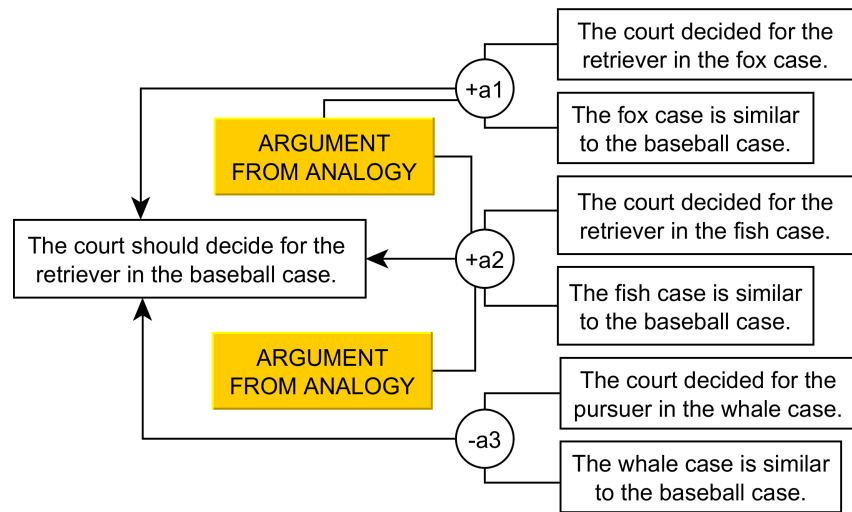 The court decided for the
retriever in the fox case.
+a1
The fox case is similar
to the baseball case.
ARGUMENT
FROM ANALOGY
The court decided for the
retriever in the fish case.
The court should decide for the
retriever in the baseball case.
+a2
The fish case is similar
to the baseball case.
ARGUMENT
FROM ANALOGY
The court decided for the
pursuer in the whale case.
-a3
The whale case is similar
to the baseball case.